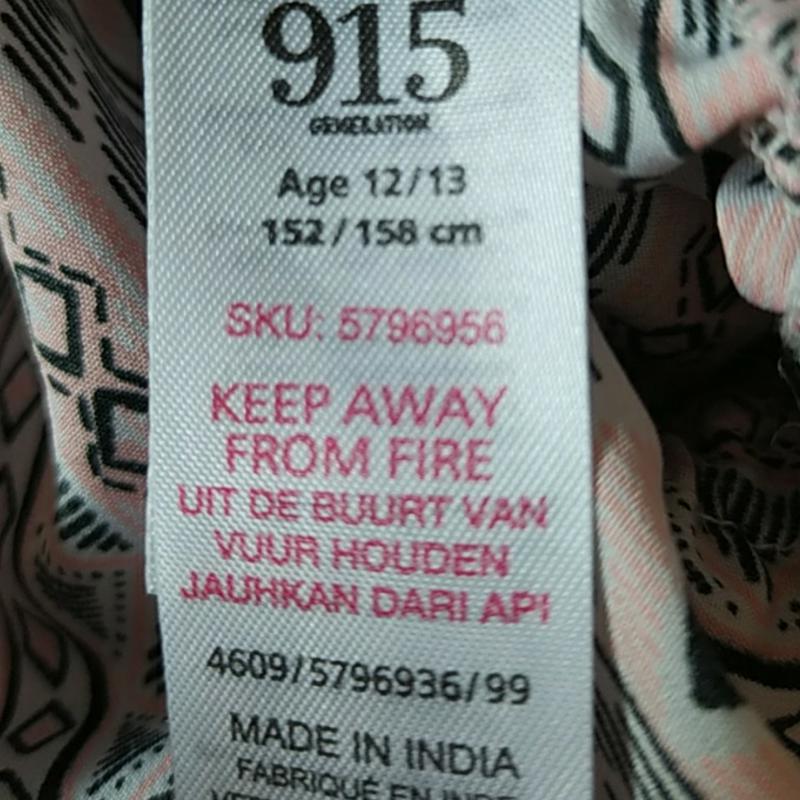 915
GENERATION
Age 12/13
152/158 cm
SKU: 5796956
KEEP AWAY
FROM FIRE
UIT DE BUURT VAN
VUUR HOUDEN
JAUHKAN DARI API
4609/5796936/99
MADE IN INDIA
FABRIQUÉ EN INDE